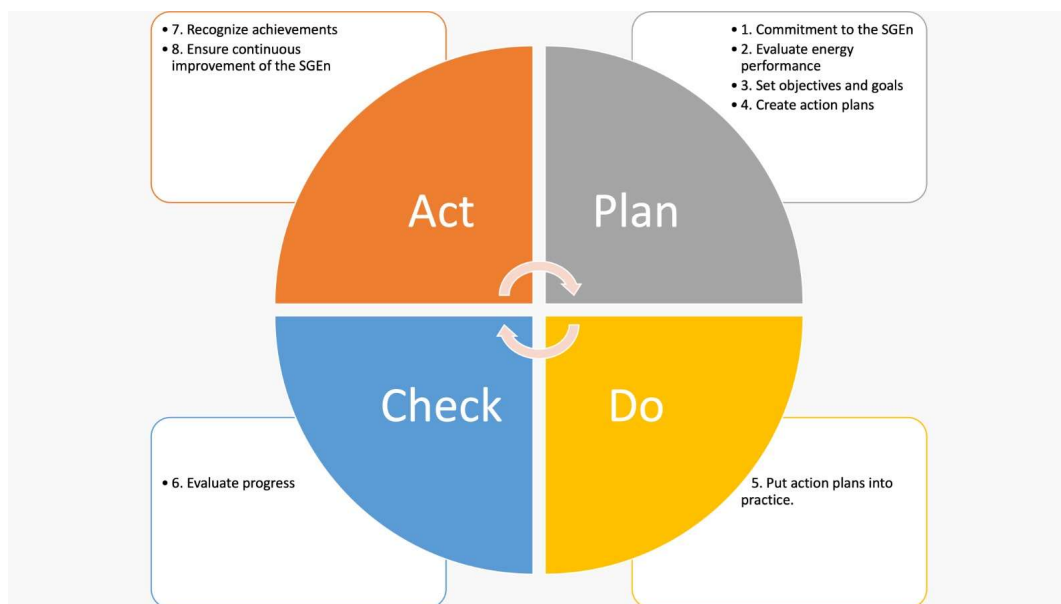 • 7. Recognize achievements
• 8. Ensure continuous
improvement of the SGEn
• 1. Commitment to the SGEn
• 2. Evaluate energy
performance
• 3. Set objectives and goals
• 4. Create action plans
Act
Plan
Check
Do
• 6. Evaluate progress
5. Put action plans into
practice.